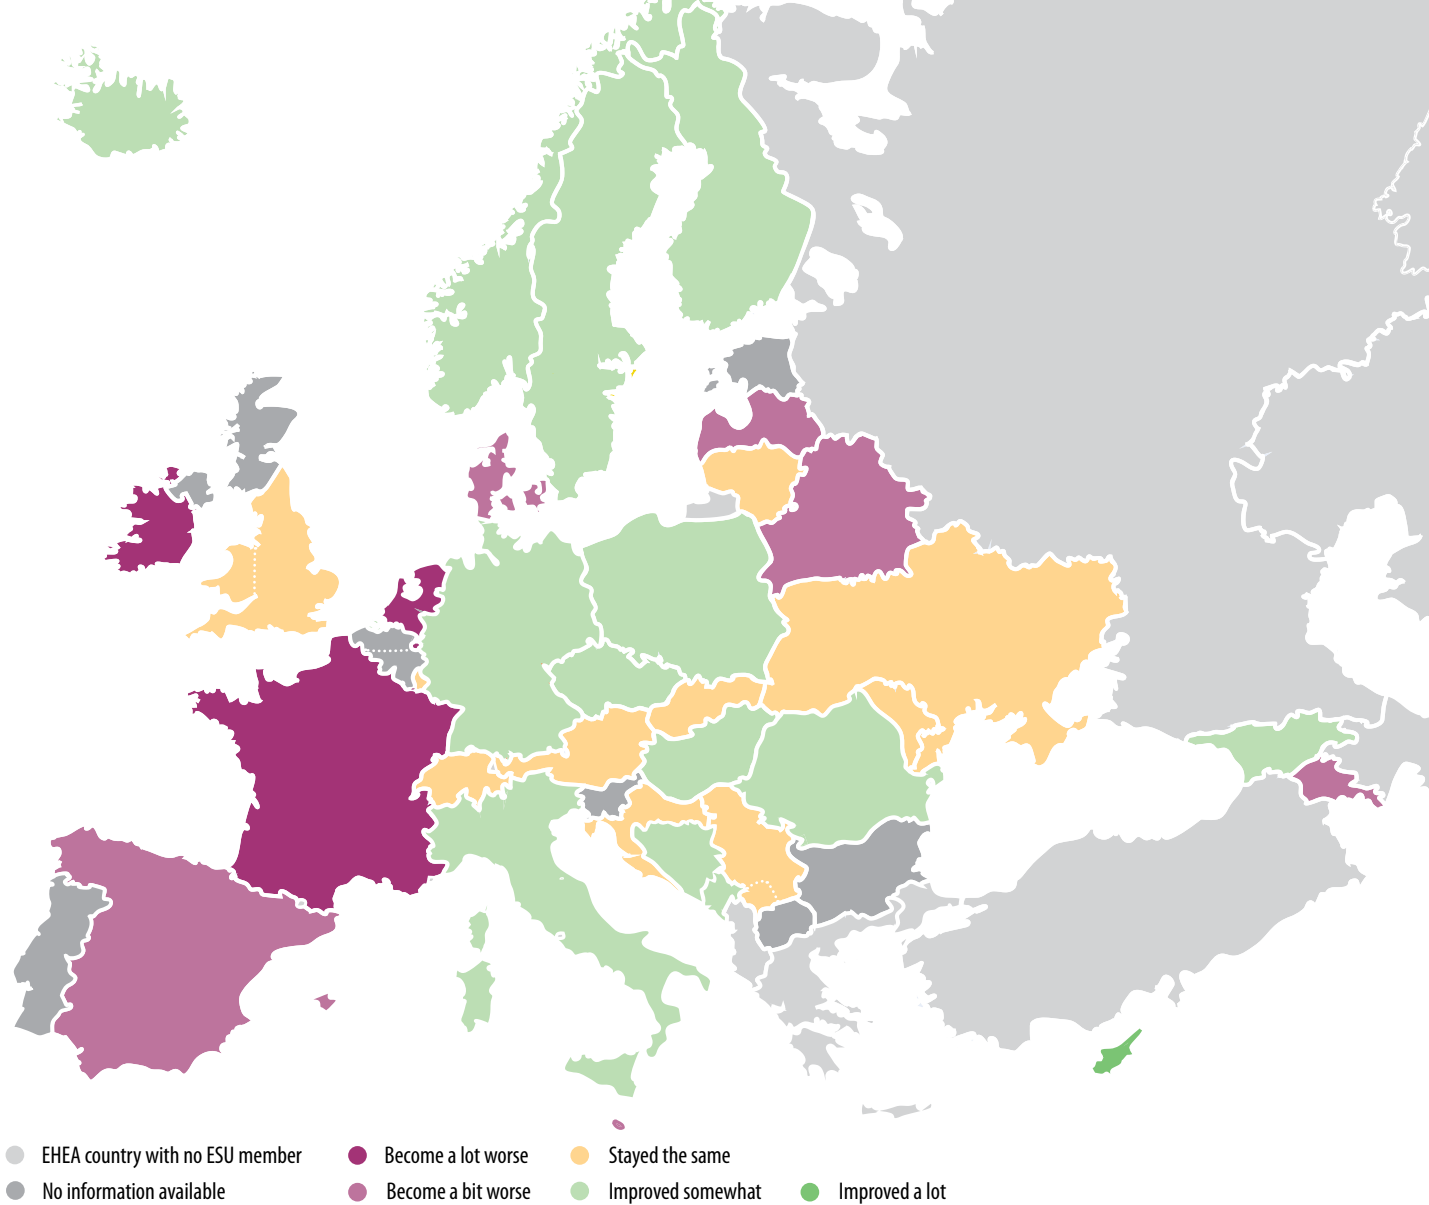 EHEA country with no ESU member
Become a lot worse
Stayed the same
No information available
Become a bit worse
Improved somewhat
Improved a lot